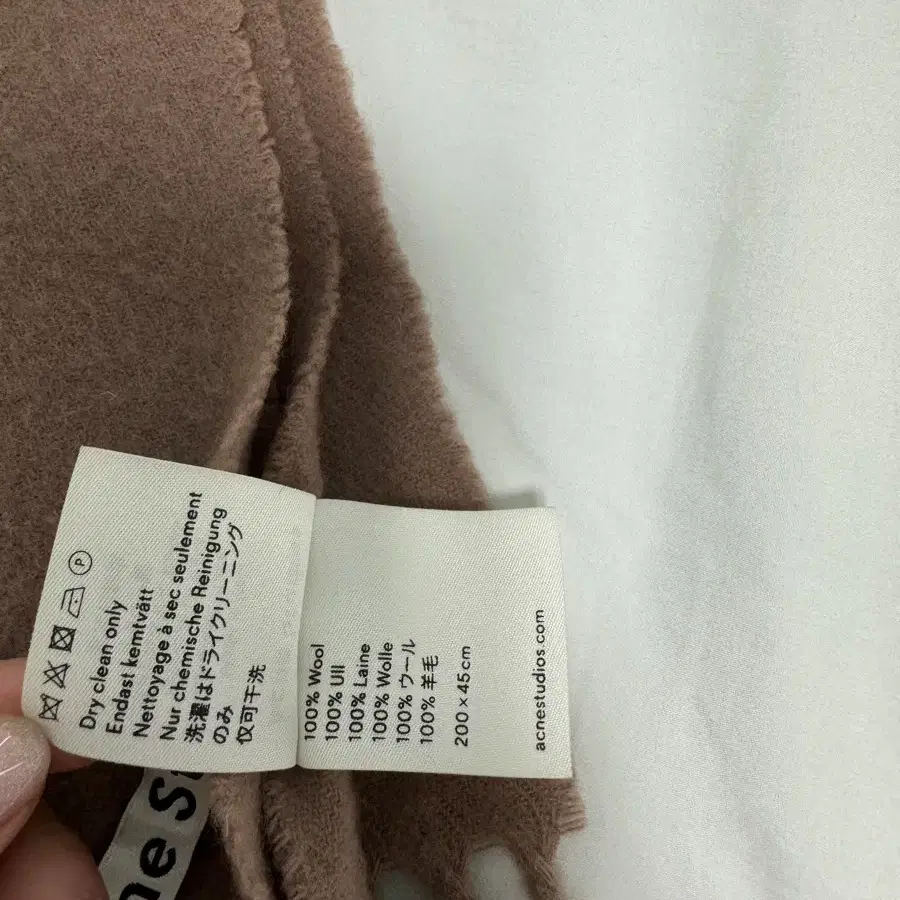 Dry clean only
Endast kemtvätt
Nettoyage à sec seulement
Nur chemische Reinigung
洗濯はドライクリーニング
のみ
仅可干洗
100% Wool
100% Ull
100% Laine
100% Wolle
100% ウール
100% 羊毛
200 × 45cm
acnestudios.com
P
ne St